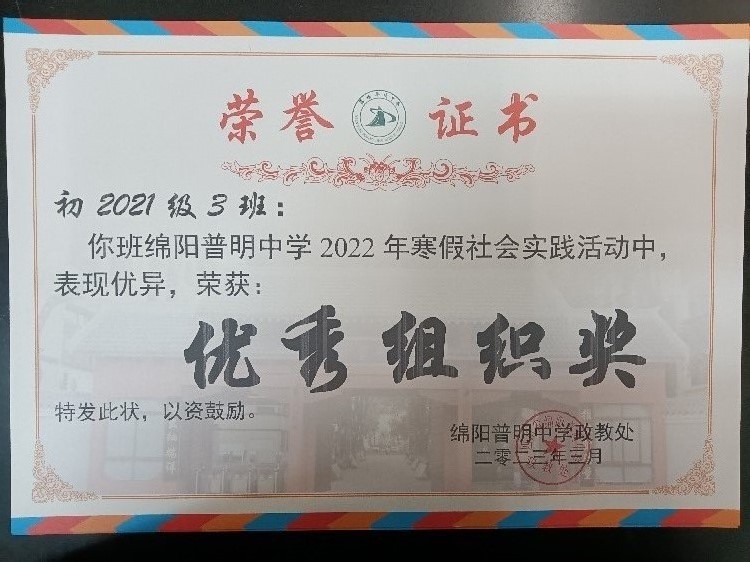 荣誉证书
初2021级3班：
你班绵阳普明中学2022年寒假社会实践活动中，
表现优异，荣获：
优秀组织奖
特发此状，以资鼓励。
绵阳普明中学政教处
二零二三年三月